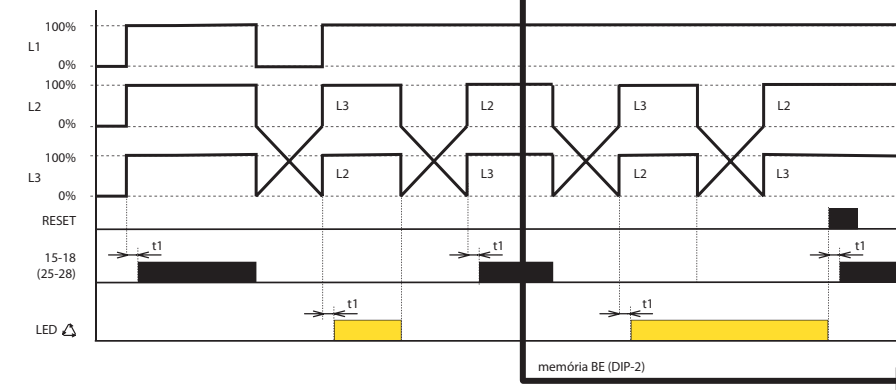 100%
L1
0%
100%
L2
L3
L2
L3
L2
0%
100%
L3
L2
L3
L2
L3
0%
RESET
t1
t1
t1
15-18
(25-28)
t1
t1
LED
memória BE (DIP-2)